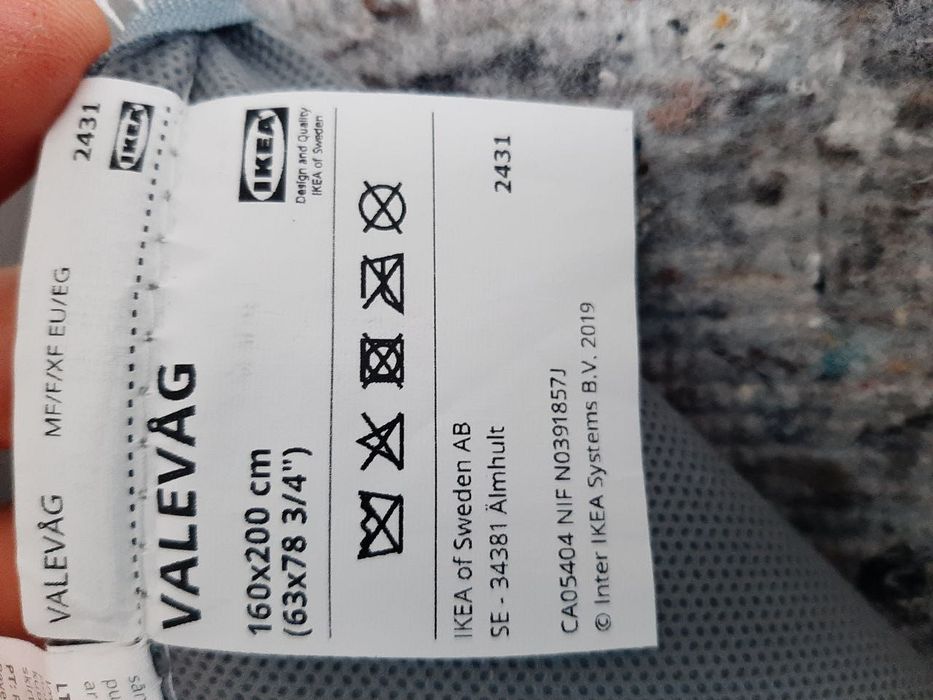 VALEVÅG MF/F/XF EU/EG 2431
IKEA
VALEVÅG
160x200 cm
(63x78 3/4")
IKEA
Design and Quality
IKEA of Sweden
IKEA of Sweden AB
SE - 34381 Älmhult 2431
CA05404 NIF N0391857J
© Inter IKEA Systems B.V. 2019